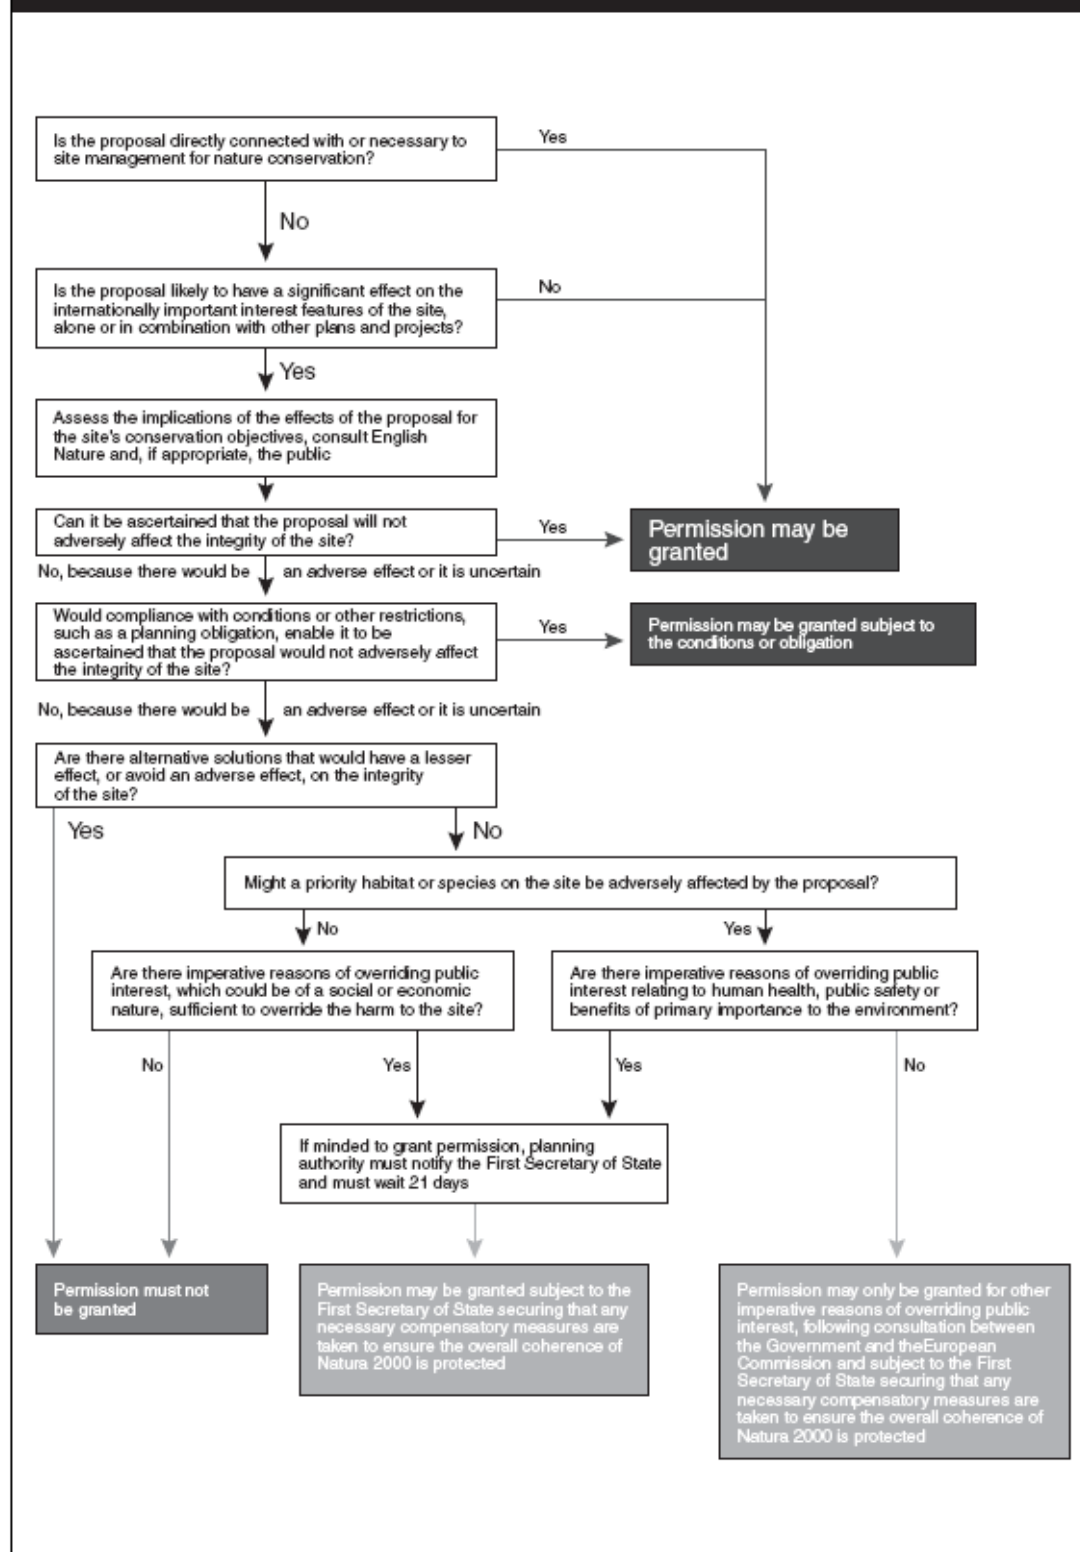 Is the proposal directly connected with or necessary to
site management for nature conservation?
Yes
No
Is the proposal likely to have a significant effect on the
internationally important interest features of the site,
alone or in combination with other plans and projects?
No
Yes
Assess the implications of the effects of the proposal for
the site's conservation objectives, consult English
Nature and, if appropriate, the public
Can it be ascertained that the proposal will not
adversely affect the integrity of the site?
Yes
Permission may be
granted
No, because there would be an adverse effect or it is uncertain
Would compliance with conditions or other restrictions,
such as a planning obligation, enable it to be
ascertained that the proposal would not adversely affect
the integrity of the site?
Yes
Permission may be granted subject to
the conditions or obligation
No, because there would be an adverse effect or it is uncertain
Are there alternative solutions that would have a lesser
effect, or avoid an adverse effect, on the integrity
of the site?
Yes
No
Might a priority habitat or species on the site be adversely affected by the proposal?
No
Yes
Are there imperative reasons of overriding public
interest, which could be of a social or economic
nature, sufficient to override the harm to the site?
Are there imperative reasons of overriding public
interest relating to human health, public safety or
benefits of primary importance to the environment?
No
Yes
Yes
No
If minded to grant permission, planning
authority must notify the First Secretary of State
and must wait 21 days
Permission must not
be granted
Permission may be granted subject to the
First Secretary of State securing that any
necessary compensatory measures are
taken to ensure the overall coherence of
Natura 2000 is protected
Permission may only be granted for other
imperative reasons of overriding public
interest, following consultation between
the Government and theEuropean
Commission and subject to the First
Secretary of State securing that any
necessary compensatory measures are
taken to ensure the overall coherence of
Natura 2000 is protected